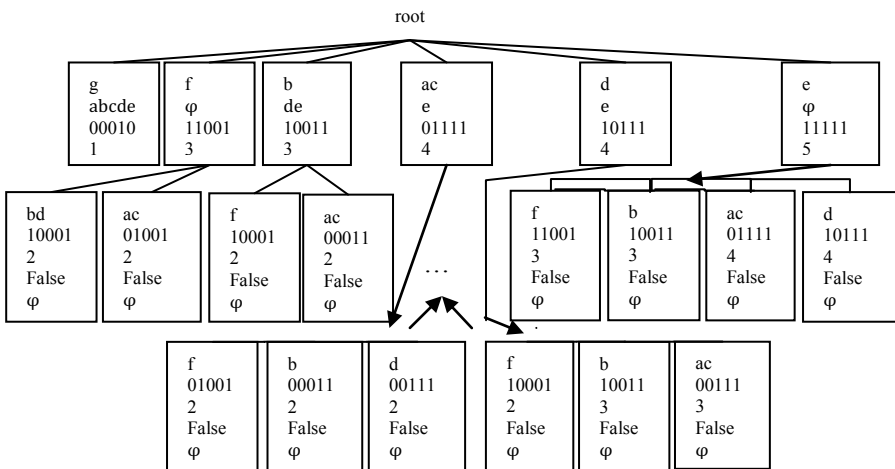 root
g
abcde
00010
1
f
φ
11001
3
b
de
10011
3
ac
e
01111
4
d
e
10111
4
e
φ
11111
5
bd
10001
2
False
φ
ac
01001
2
False
φ
f
10001
2
False
φ
ac
00011
2
False
φ
...
f
11001
3
False
φ
b
10011
3
False
φ
ac
01111
4
False
φ
d
10111
4
False
φ
f
01001
2
False
φ
b
00011
2
False
φ
d
00111
2
False
φ
f
10001
2
False
φ
b
10011
3
False
φ
ac
00111
3
False
φ